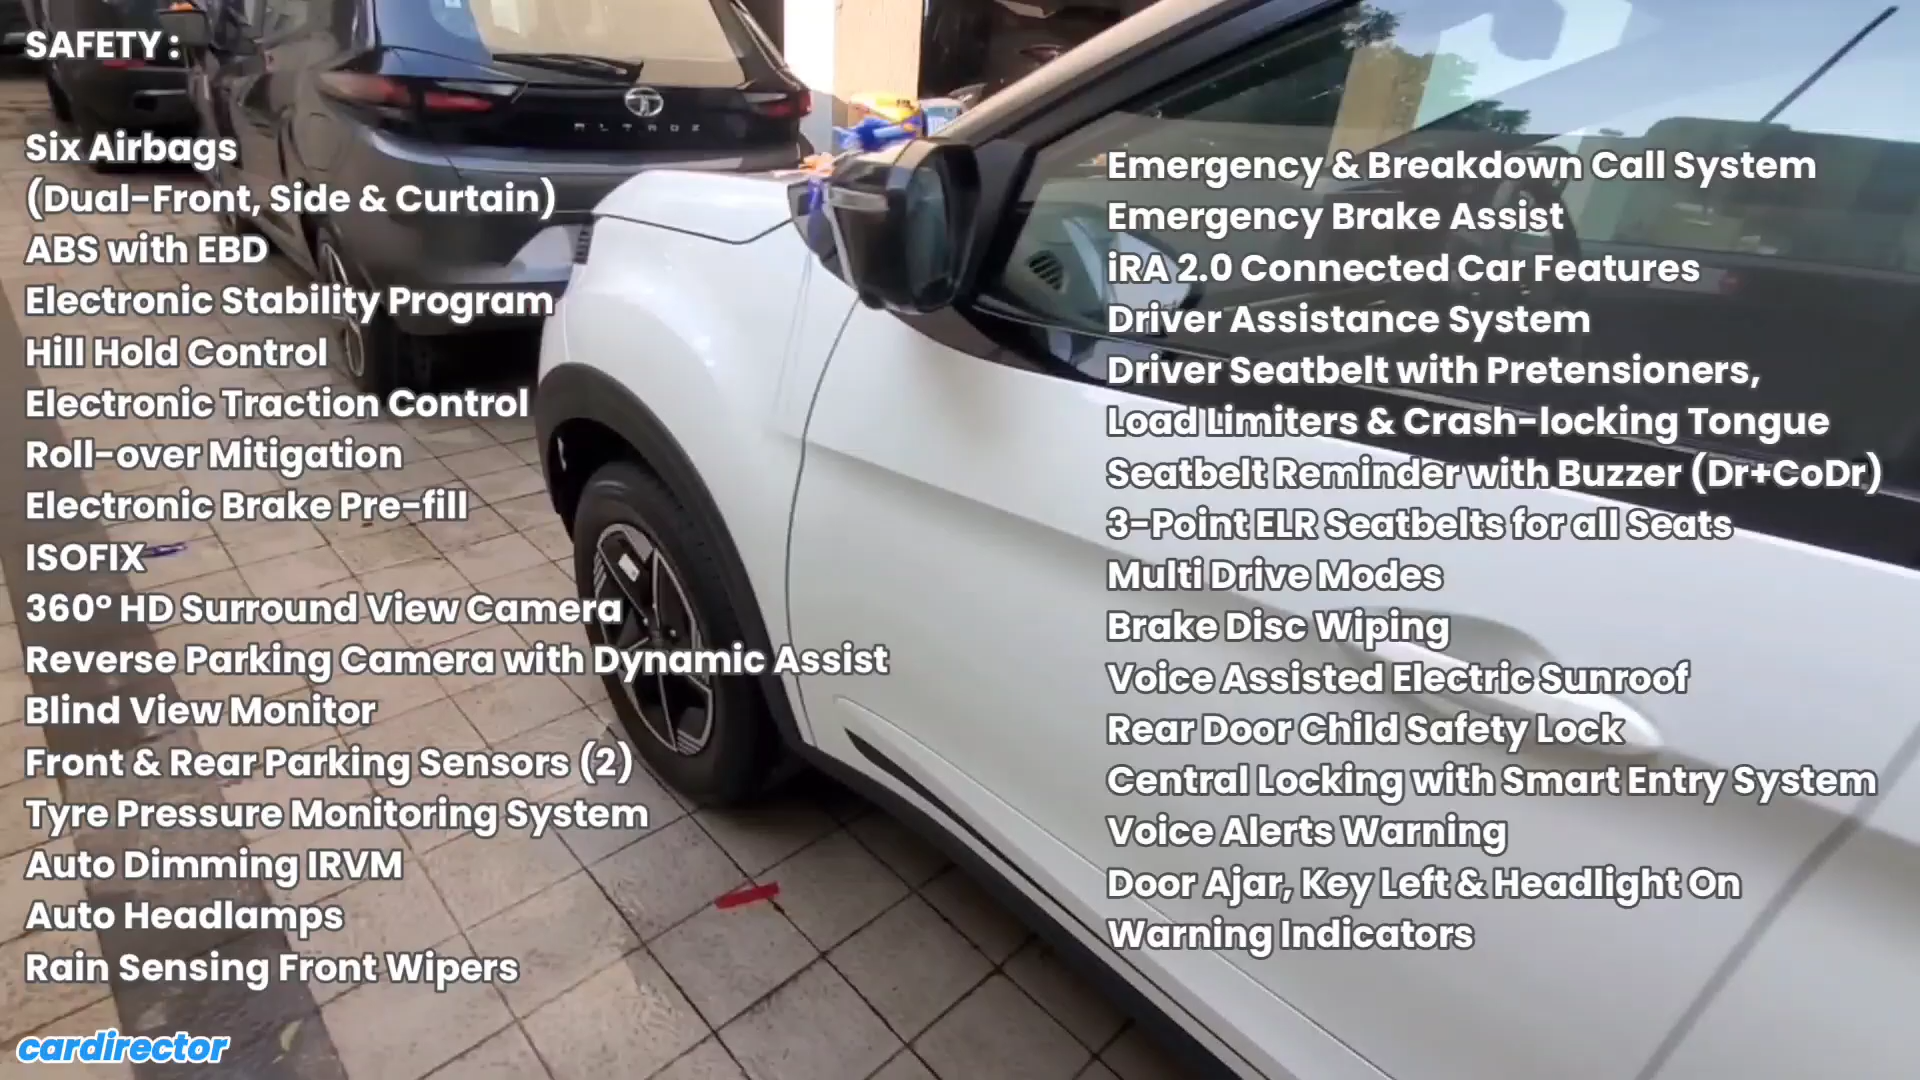 SAFETY :
Six Airbags
(Dual-Front, Side & Curtain)
ABS with EBD
Electronic Stability Program
Hill Hold Control
Electronic Traction Control
Roll-over Mitigation
Electronic Brake Pre-fill
ISOFIX
360° HD Surround View Camera
Reverse Parking Camera with Dynamic Assist
Blind View Monitor
Front & Rear Parking Sensors (2)
Tyre Pressure Monitoring System
Auto Dimming IRVM
Auto Headlamps
Rain Sensing Front Wipers
Emergency & Breakdown Call System
Emergency Brake Assist
iRA 2.0 Connected Car Features
Driver Assistance System
Driver Seatbelt with Pretensioners,
Load Limiters & Crash-locking Tongue
Seatbelt Reminder with Buzzer (Dr+CoDr)
3-Point ELR Seatbelts for all Seats
Multi Drive Modes
Brake Disc Wiping
Voice Assisted Electric Sunroof
Rear Door Child Safety Lock
Central Locking with Smart Entry System
Voice Alerts Warning
Door Ajar, Key Left & Headlight On
Warning Indicators
ALTROZ
cardirector